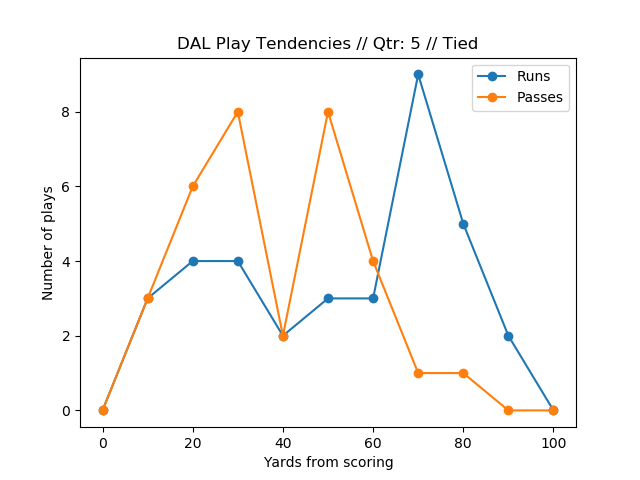 DAL Play Tendencies // Qtr: 5 // Tied
Runs
Passes
Number of plays
8
6
4
2
0
0 20 40 60 80 100
Yards from scoring